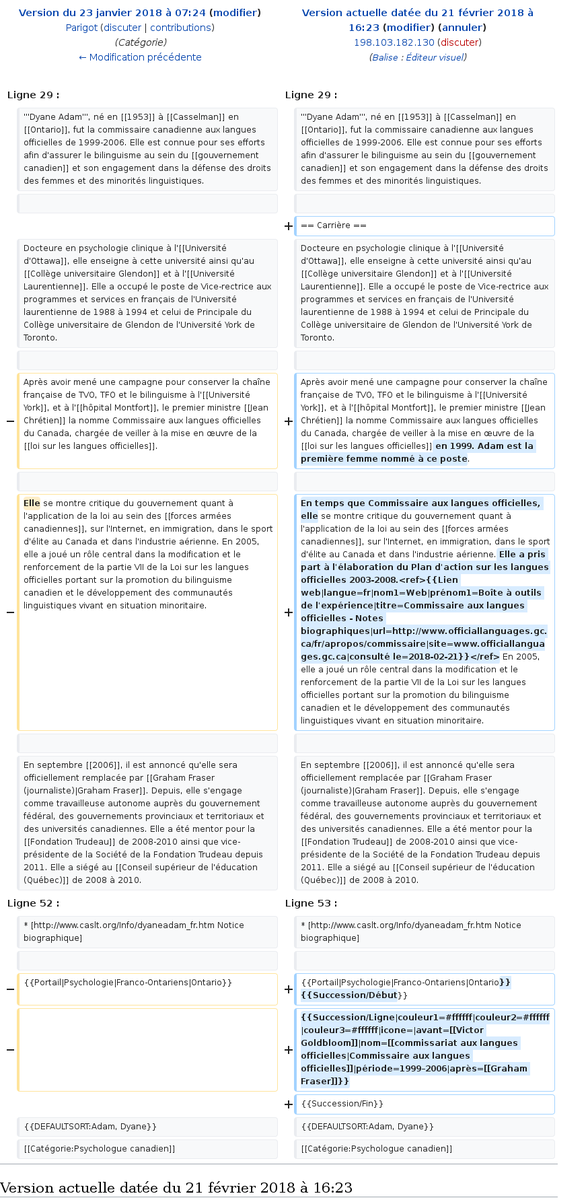 Version du 23 janvier 2018 à 07:24 (modifier)
Parigot (discuter | contributions)
(Catégorie)
← Modification précédente
Version actuelle datée du 21 février 2018 à
16:23 (modifier) (annuler)
198.103.182.130 (discuter)
(Balise : Éditeur visuel)
Ligne 29 :
Ligne 29 :
'''Dyane Adam''', né en [[1953]] à [[Casselman]] en
[[Ontario]], fut la commissaire canadienne aux langues
officielles de 1999-2006. Elle est connue pour ses efforts
afin d'assurer le bilinguisme au sein du [[gouvernement
canadien]] et son engagement dans la défense des droits
des femmes et des minorités linguistiques.
'''Dyane Adam''', né en [[1953]] à [[Casselman]] en
[[Ontario]], fut la commissaire canadienne aux langues
officielles de 1999-2006. Elle est connue pour ses efforts
afin d'assurer le bilinguisme au sein du [[gouvernement
canadien]] et son engagement dans la défense des droits
des femmes et des minorités linguistiques.
+ == Carrière ==
Docteure en psychologie clinique à l'[[Université
d'Ottawa]], elle enseigne à cette université ainsi qu'au
[[Collège universitaire Glendon]] et à l'[[Université
Laurentienne]]. Elle a occupé le poste de Vice-rectrice aux
programmes et services en français de l'Université
laurentienne de 1988 à 1994 et celui de Principale du
Collège universitaire de Glendon de l'Université York de
Toronto.
Docteure en psychologie clinique à l'[[Université
d'Ottawa]], elle enseigne à cette université ainsi qu'au
[[Collège universitaire Glendon]] et à l'[[Université
Laurentienne]]. Elle a occupé le poste de Vice-rectrice aux
programmes et services en français de l'Université
laurentienne de 1988 à 1994 et celui de Principale du
Collège universitaire de Glendon de l'Université York de
Toronto.
Après avoir mené une campagne pour conserver la chaîne
française de TVO, TFO et le bilinguisme à l'[[Université
− York]], et à l'[[hôpital Montfort]], le premier ministre [[Jean
Chrétien]] la nomme Commissaire aux langues officielles
du Canada, chargée de veiller à la mise en œuvre de la
[[loi sur les langues officielles]].
Après avoir mené une campagne pour conserver la chaîne
française de TVO, TFO et le bilinguisme à l'[[Université
York]], et à l'[[hôpital Montfort]], le premier ministre [[Jean
+ Chrétien]] la nomme Commissaire aux langues officielles
du Canada, chargée de veiller à la mise en œuvre de la
[[loi sur les langues officielles]] en 1999. Adam est la
première femme nommé à ce poste.
Elle se montre critique du gouvernement quant à
l'application de la loi au sein des [[forces armées
canadiennes]], sur l'Internet, en immigration, dans le sport
d'élite au Canada et dans l'industrie aérienne. En 2005,
elle a joué un rôle central dans la modification et le
renforcement de la partie VII de la Loi sur les langues
officielles portant sur la promotion du bilinguisme
canadien et le développement des communautés
− linguistiques vivant en situation minoritaire.
En temps que Commissaire aux langues officielles,
elle se montre critique du gouvernement quant à
l'application de la loi au sein des [[forces armées
canadiennes]], sur l'Internet, en immigration, dans le sport
d'élite au Canada et dans l'industrie aérienne. Elle a pris
part à l'élaboration du Plan d'action sur les langues
officielles 2003-2008.<ref>{{Lien
web|langue=fr|nom1=Web|prénom1=Boîte à outils
+ de l'expérience|titre=Commissaire aux langues
officielles - Notes
biographiques|url=http://www.officiallanguages.gc.
ca/fr/apropos/commissaire|site=www.officiallangua
ges.gc.ca|consulté le=2018-02-21}}</ref> En 2005,
elle a joué un rôle central dans la modification et le
renforcement de la partie VII de la Loi sur les langues
officielles portant sur la promotion du bilinguisme
canadien et le développement des communautés
linguistiques vivant en situation minoritaire.
En septembre [[2006]], il est annoncé qu'elle sera
officiellement remplacée par [[Graham Fraser
(journaliste)|Graham Fraser]]. Depuis, elle s'engage
comme travailleuse autonome auprès du gouvernement
fédéral, des gouvernements provinciaux et territoriaux et
des universités canadiennes. Elle a été mentor pour la
[[Fondation Trudeau]] de 2008-2010 ainsi que vice-
présidente de la Société de la Fondation Trudeau depuis
2011. Elle a siégé au [[Conseil supérieur de l'éducation
(Québec)]] de 2008 à 2010.
En septembre [[2006]], il est annoncé qu'elle sera
officiellement remplacée par [[Graham Fraser
(journaliste)|Graham Fraser]]. Depuis, elle s'engage
comme travailleuse autonome auprès du gouvernement
fédéral, des gouvernements provinciaux et territoriaux et
des universités canadiennes. Elle a été mentor pour la
[[Fondation Trudeau]] de 2008-2010 ainsi que vice-
présidente de la Société de la Fondation Trudeau depuis
2011. Elle a siégé au [[Conseil supérieur de l'éducation
(Québec)]] de 2008 à 2010.
Ligne 52 :
Ligne 53 :
* [http://www.caslt.org/Info/dyaneadam_fr.htm Notice
biographique]
* [http://www.caslt.org/Info/dyaneadam_fr.htm Notice
biographique]
− {{Portail|Psychologie|Franco-Ontariens|Ontario}}
+ {{Portail|Psychologie|Franco-Ontariens|Ontario}}
{{Succession/Début}}
−
{{Succession/Ligne|couleur1=#ffffff|couleur2=#ffffff
|couleur3=#ffffff|icone=|avant=[[Victor
+ Goldbloom]]|nom=[[commissariat aux langues
officielles|Commissaire aux langues
officielles]]|période=1999–2006|après=[[Graham
Fraser]]}}
+ {{Succession/Fin}}
{{DEFAULTSORT:Adam, Dyane}}
{{DEFAULTSORT:Adam, Dyane}}
[[Catégorie:Psychologue canadien]]
[[Catégorie:Psychologue canadien]]
Version actuelle datée du 21 février 2018 à 16:23